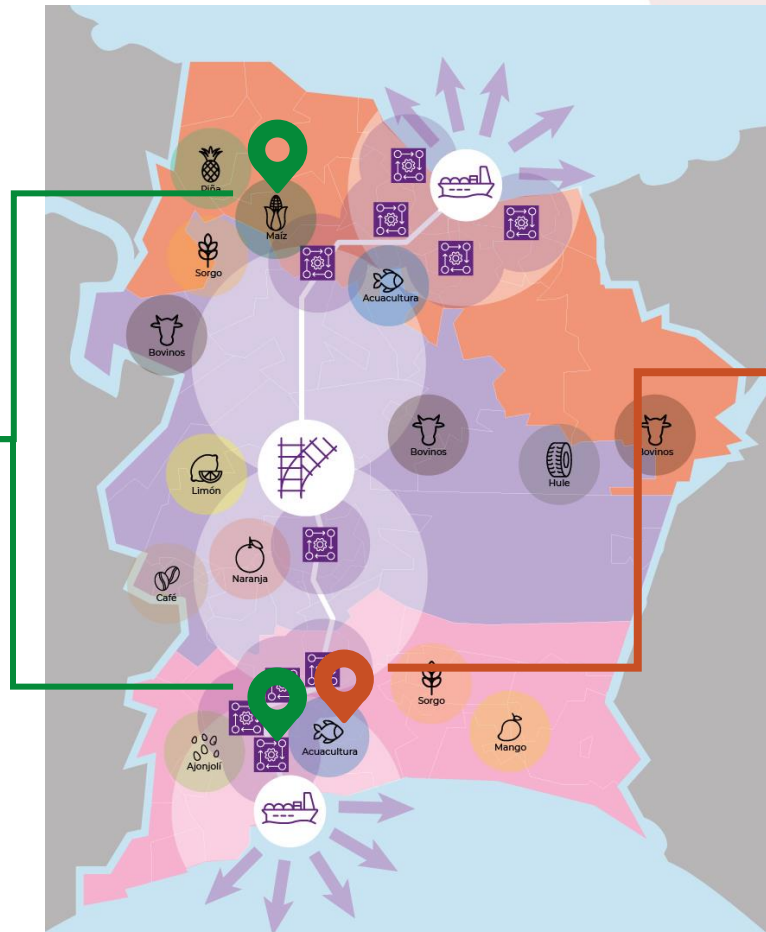 Piña
Maíz
Sorgo
Acuacultura
Bovinos
Bovinos
Bovinos
Limón
Hule
Naranja
Café
Sorgo
Mango
Acuacultura
Ajonjolí